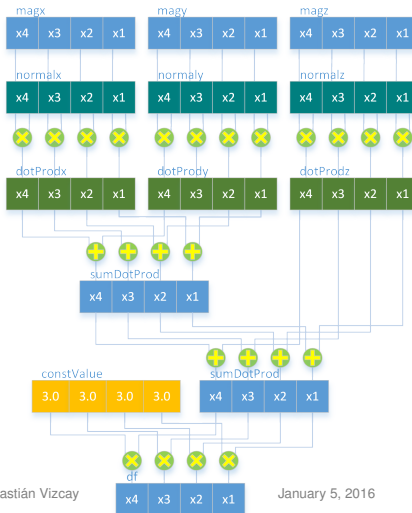 magx magy magz
x4 x3 x2 x1 x4 x3 x2 x1 x4 x3 x2 x1
normalx normaly normalz
x4 x3 x2 x1 x4 x3 x2 x1 x4 x3 x2 x1
dotProdx dotPrody dotProdz
x4 x3 x2 x1 x4 x3 x2 x1 x4 x3 x2 x1
sumDotProd
x4 x3 x2 x1
constValue sumDotProd
3.0 3.0 3.0 3.0 x4 x3 x2 x1
df
x4 x3 x2 x1
astián Vizcay January 5, 2016